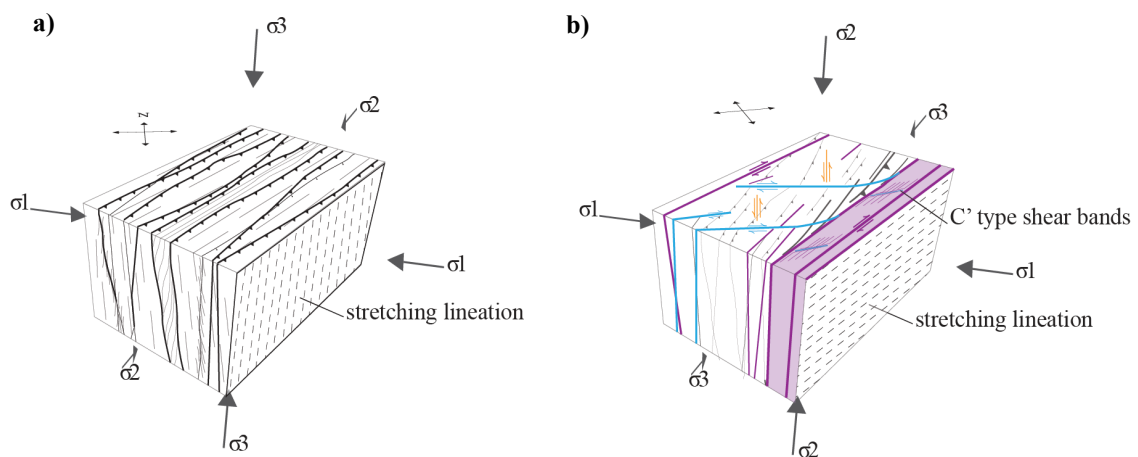 a)
σ3
σ2
N
σ1
σ1
stretching lineation
σ2
σ3
b)
σ2
σ3
σ1
C' type shear bands
σ1
stretching lineation
σ3
σ2